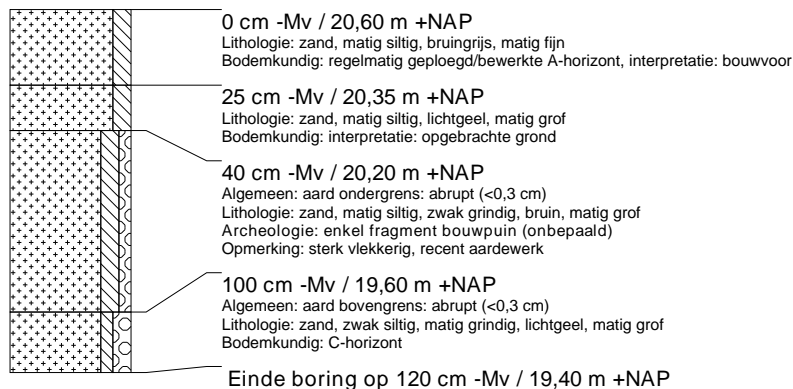 0 cm -Mv / 20,60 m +NAP
Lithologie: zand, matig siltig, bruingrijs, matig fijn
Bodemkundig: regelmatig geploegd/bewerkte A-horizont, interpretatie: bouwvoor
25 cm -Mv / 20,35 m +NAP
Lithologie: zand, matig siltig, lichtgeel, matig grof
Bodemkundig: interpretatie: opgebrachte grond
40 cm -Mv / 20,20 m +NAP
Algemeen: aard ondergrens: abrupt (<0,3 cm)
Lithologie: zand, matig siltig, zwak grindig, bruin, matig grof
Archeologie: enkel fragment bouwpuin (onbepaald)
Opmerking: sterk vlekkerig, recent aardewerk
100 cm -Mv / 19,60 m +NAP
Algemeen: aard bovengrens: abrupt (<0,3 cm)
Lithologie: zand, zwak siltig, matig grindig, lichtgeel, matig grof
Bodemkundig: C-horizont
Einde boring op 120 cm -Mv / 19,40 m +NAP